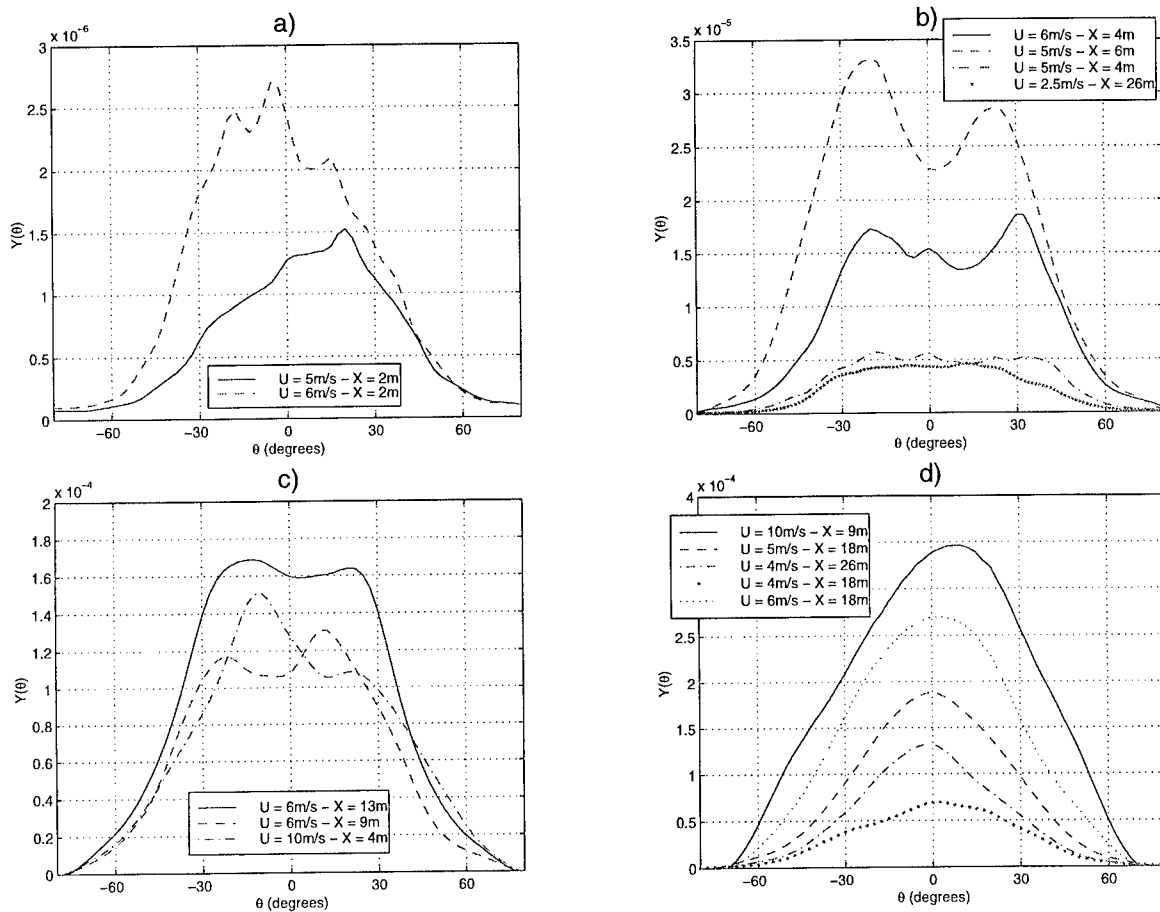 a)
x 10^-6
3
2.5
2
1.5
1
0.5
0
Y(θ)
−60
−30
0
30
60
θ (degrees)
U = 5m/s − X = 2m
U = 6m/s − X = 2m
b)
x 10^-5
3.5
3
2.5
2
1.5
1
0.5
0
Y(θ)
−60
−30
0
30
60
θ (degrees)
U = 6m/s − X = 4m
U = 5m/s − X = 6m
U = 5m/s − X = 4m
U = 2.5m/s − X = 26m
c)
x 10^-4
2
1.8
1.6
1.4
1.2
1
0.8
0.6
0.4
0.2
0
Y(θ)
−60
−30
0
30
60
θ (degrees)
U = 6m/s − X = 13m
U = 6m/s − X = 9m
U = 10m/s − X = 4m
d)
x 10^-4
4
2.5
2
1.5
1
0.5
0
Y(θ)
−60
−30
0
30
60
θ (degrees)
U = 10m/s − X = 9m
U = 5m/s − X = 18m
U = 4m/s − X = 26m
U = 4m/s − X = 18m
U = 6m/s − X = 18m